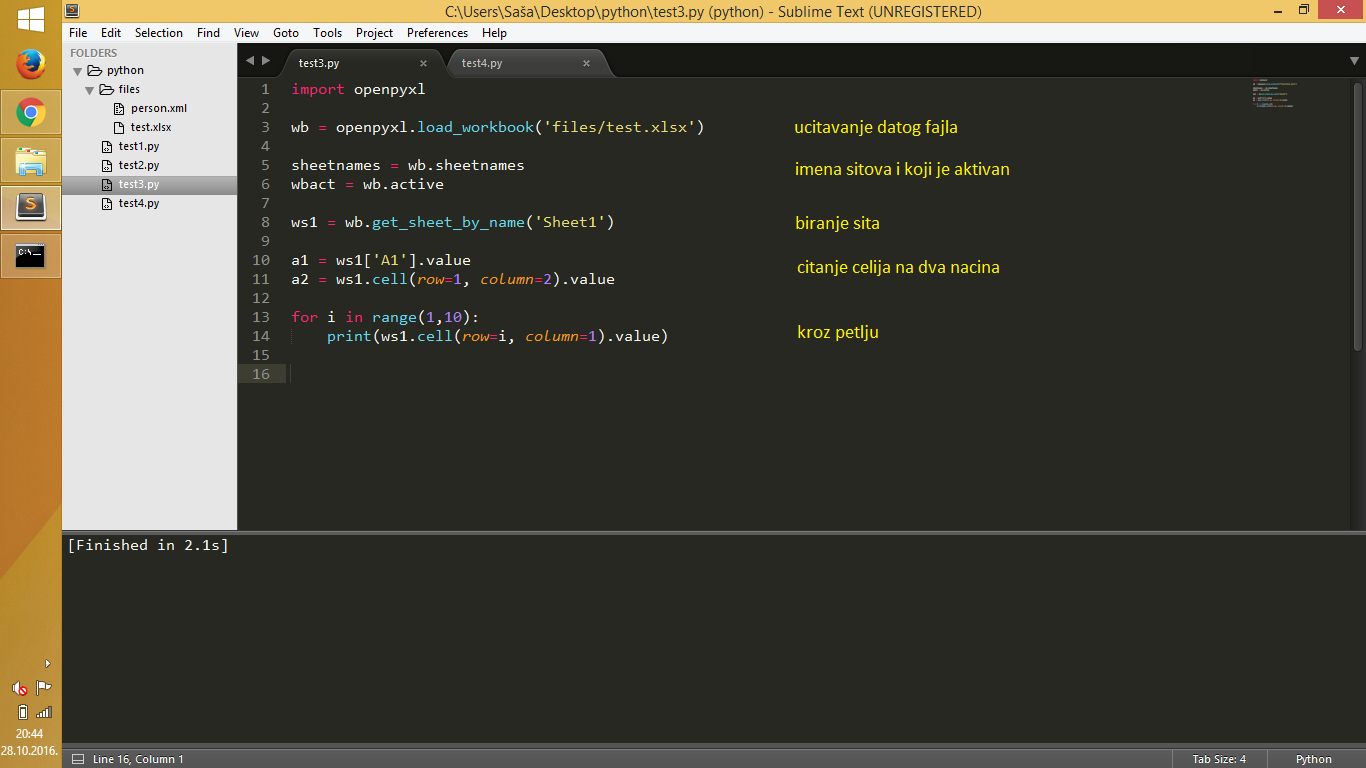 C:\Users\Saša\Desktop\python\test3.py (python) - Sublime Text (UNREGISTERED)
File Edit Selection Find View Goto Tools Project Preferences Help
FOLDERS
python
files
person.xml
test.xlsx
test1.py
test2.py
test3.py
test4.py
test3.py test4.py
1 import openpyxl
2
3 wb = openpyxl.load_workbook('files/test.xlsx') ucitavanje datog fajla
4
5 sheetnames = wb.sheetnames imena sitova i koji je aktivan
6 wbact = wb.active
7
8 ws1 = wb.get_sheet_by_name('Sheet1') biranje sita
9
10 a1 = ws1['A1'].value citanje celija na dva nacina
11 a2 = ws1.cell(row=1, column=2).value
12
13 for i in range(1,10):
14 print(ws1.cell(row=i, column=1).value) kroz petlju
15
16
[Finished in 2.1s]
20:44
28.10.2016.
Line 16, Column 1 Tab Size: 4 Python